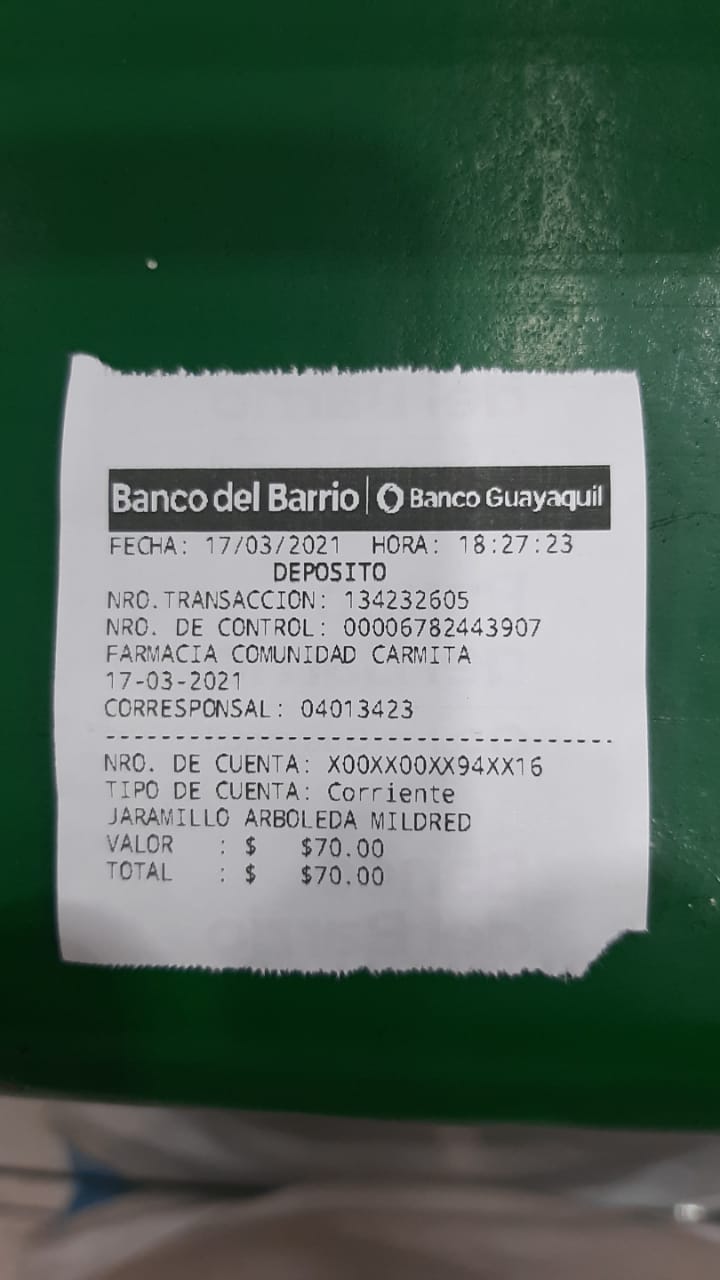 Banco del Barrio | Banco Guayaquil
FECHA: 17/03/2021 HORA: 18:27:23
DEPOSITO
NRO.TRANSACCION: 134232605
NRO. DE CONTROL: 00006782443907
FARMACIA COMUNIDAD CARMITA
17-03-2021
CORRESPONSAL: 04013423
NRO. DE CUENTA: X00XX00XX94XX16
TIPO DE CUENTA: Corriente
JARAMILLO ARBOLEDA MILDRED
VALOR : $ $70.00
TOTAL : $ $70.00